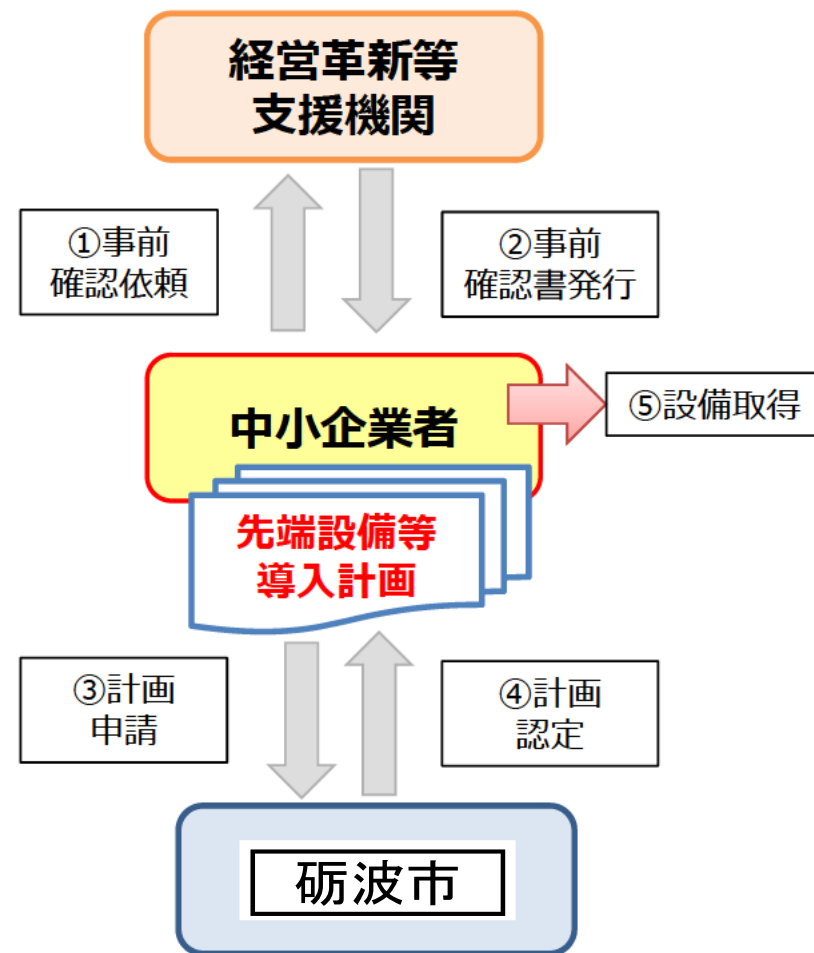 経営革新等
支援機関
①事前
確認依頼
②事前
確認書発行
中小企業者
⑤設備取得
先端設備等
導入計画
③計画
申請
④計画
認定
砺波市